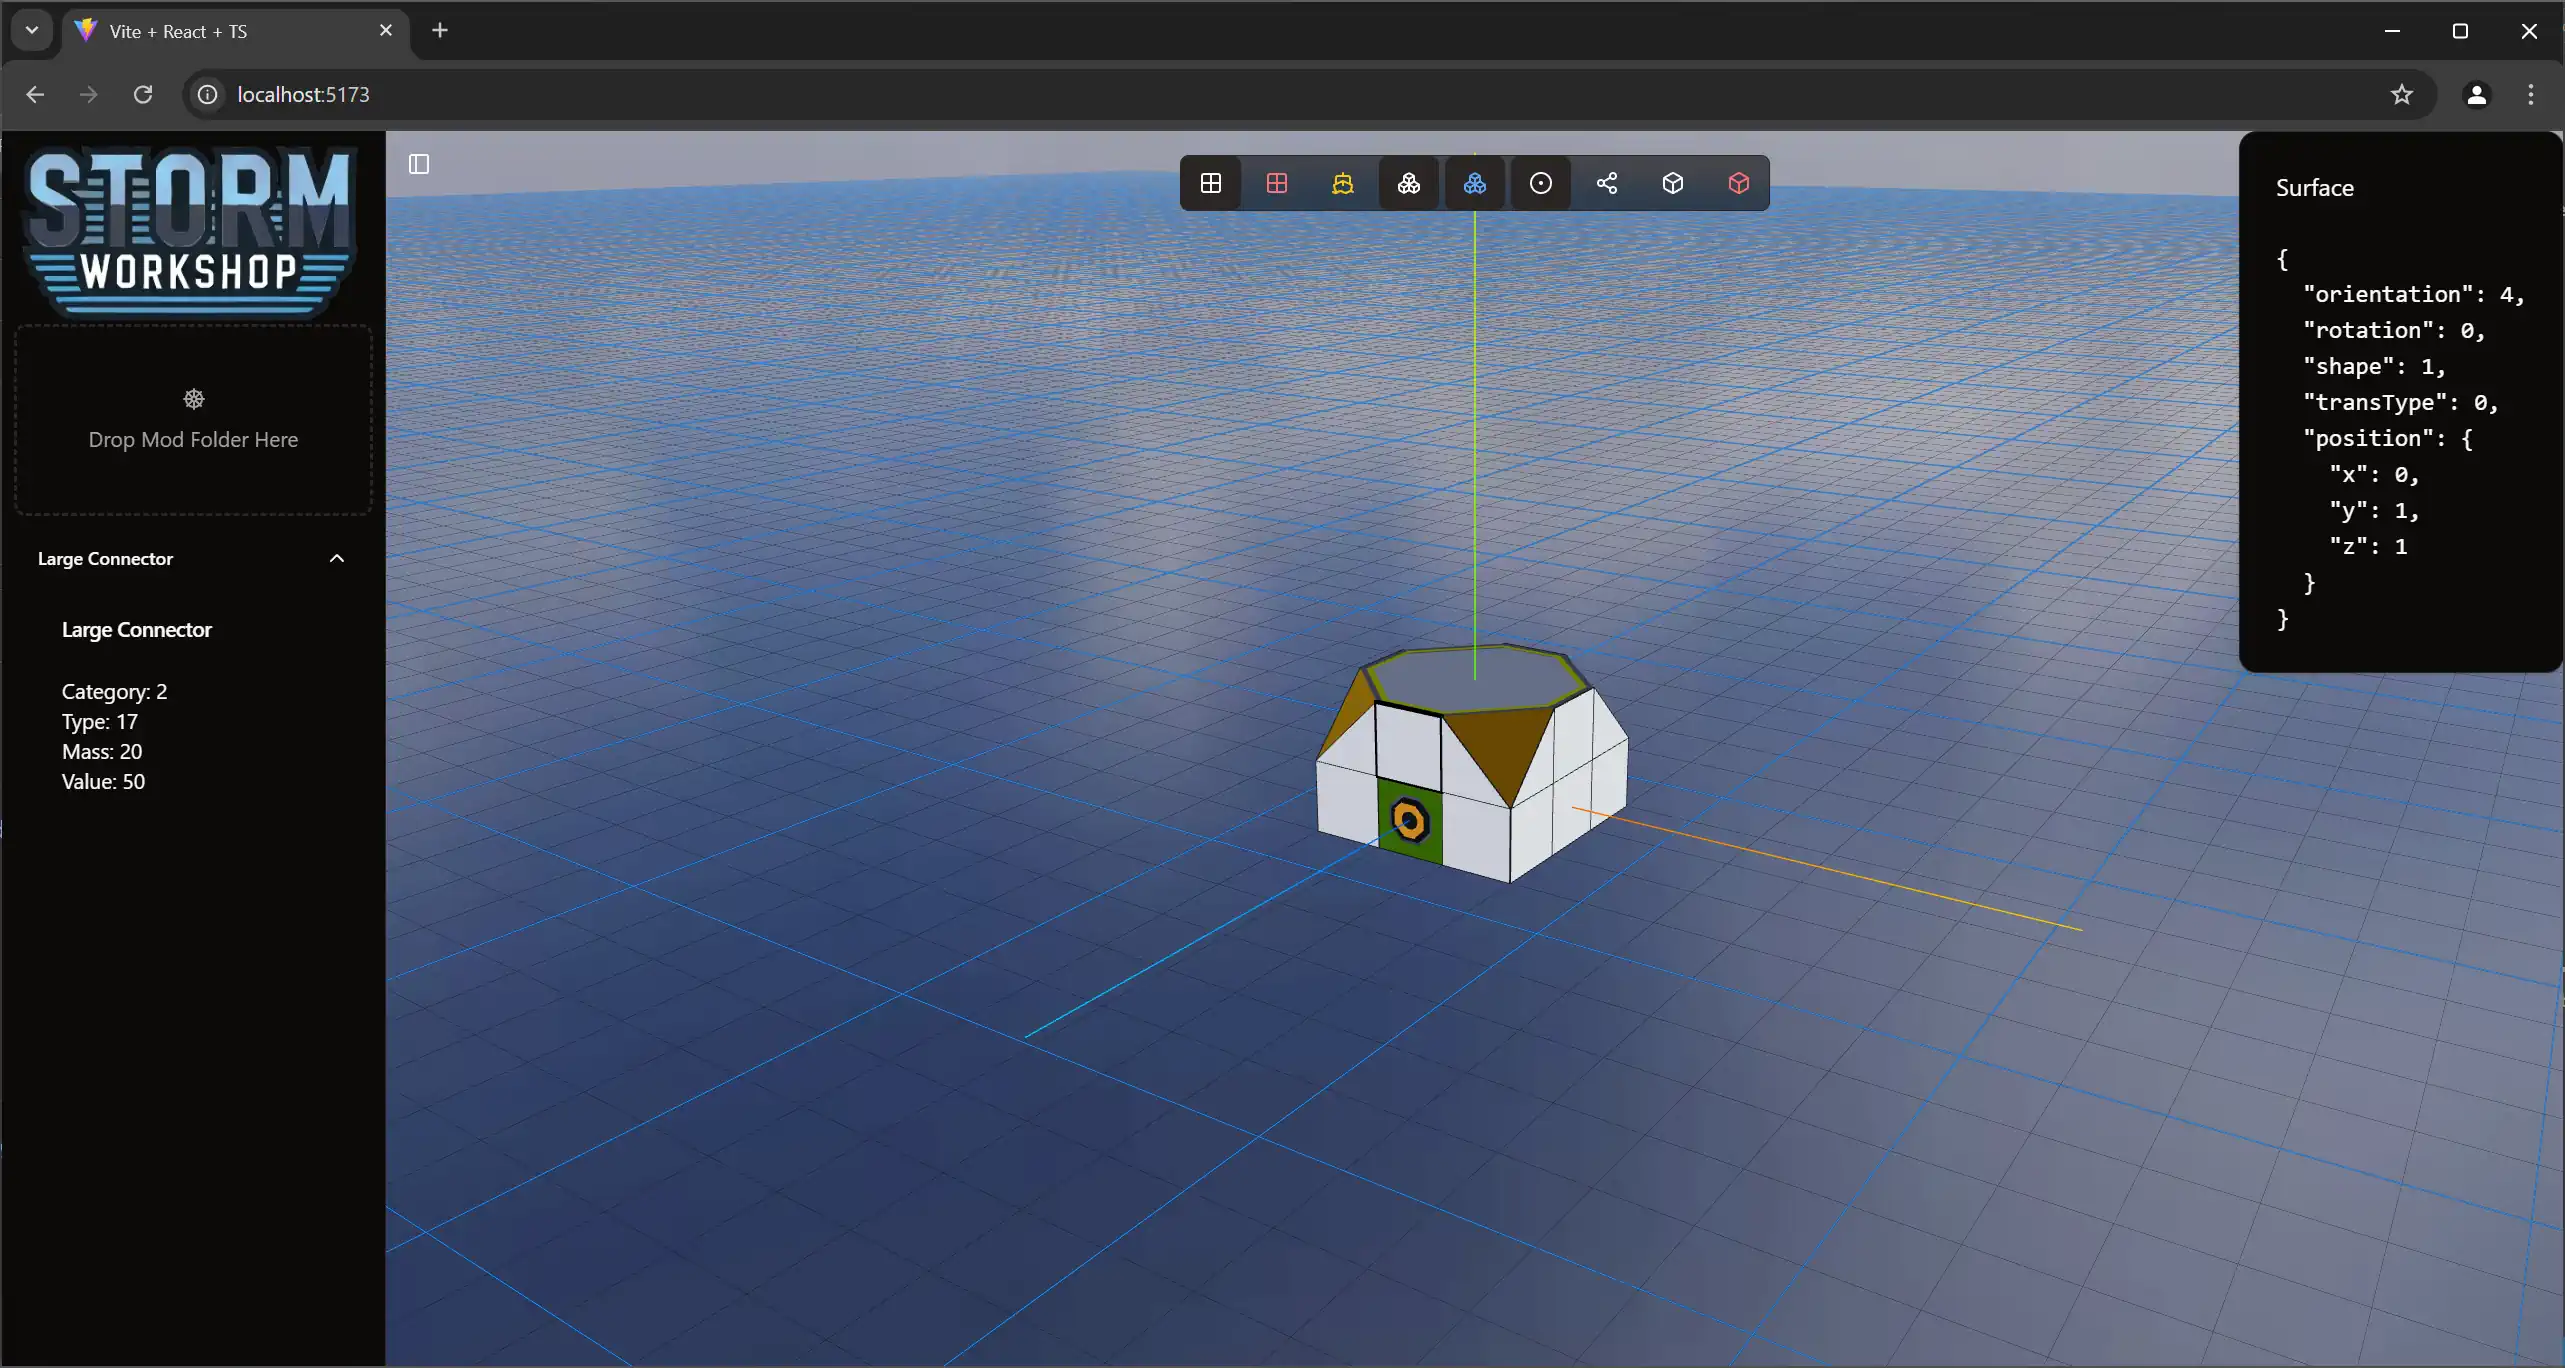 Vite + React + TS
localhost:5173
STORM
WORKSHOP
Drop Mod Folder Here
Large Connector
Large Connector
Category: 2
Type: 17
Mass: 20
Value: 50
Surface
{
"orientation": 4,
"rotation": 0,
"shape": 1,
"transType": 0,
"position": {
"x": 0,
"y": 1,
"z": 1
}
}